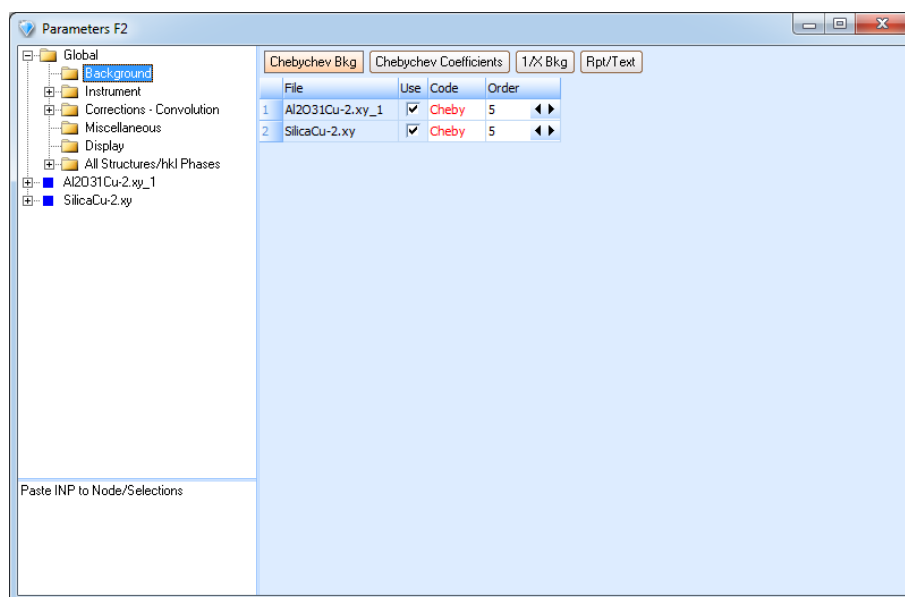 Parameters F2
Global
Background
Instrument
Corrections - Convolution
Miscellaneous
Display
All Structures/hkl Phases
Al2O31Cu-2.xy_1
SilicaCu-2.xy
Paste INP to Node/Selections
Chebychev Bkg Chebychev Coefficients 1/X Bkg Rpt/Text
File Use Code Order
1 Al2O31Cu-2.xy_1 Cheby 5
2 SilicaCu-2.xy Cheby 5